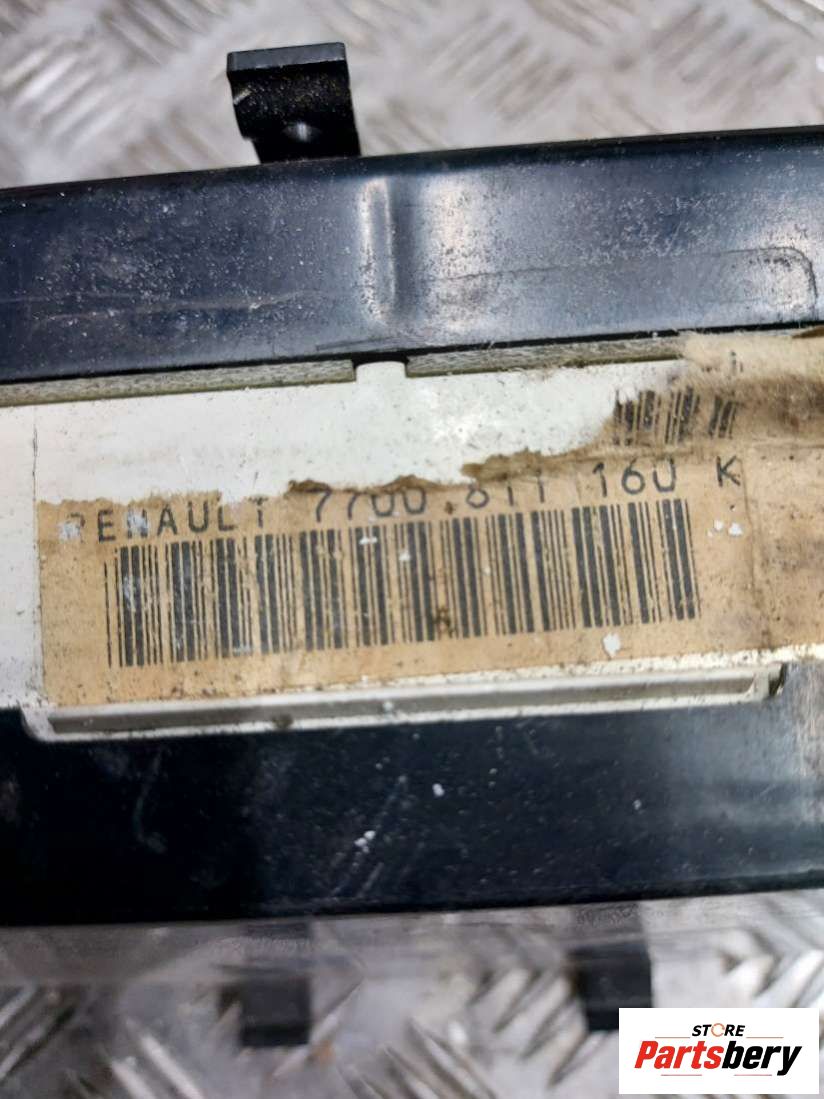 RENAULT 7700 811 160 K
STORE
Partsbery